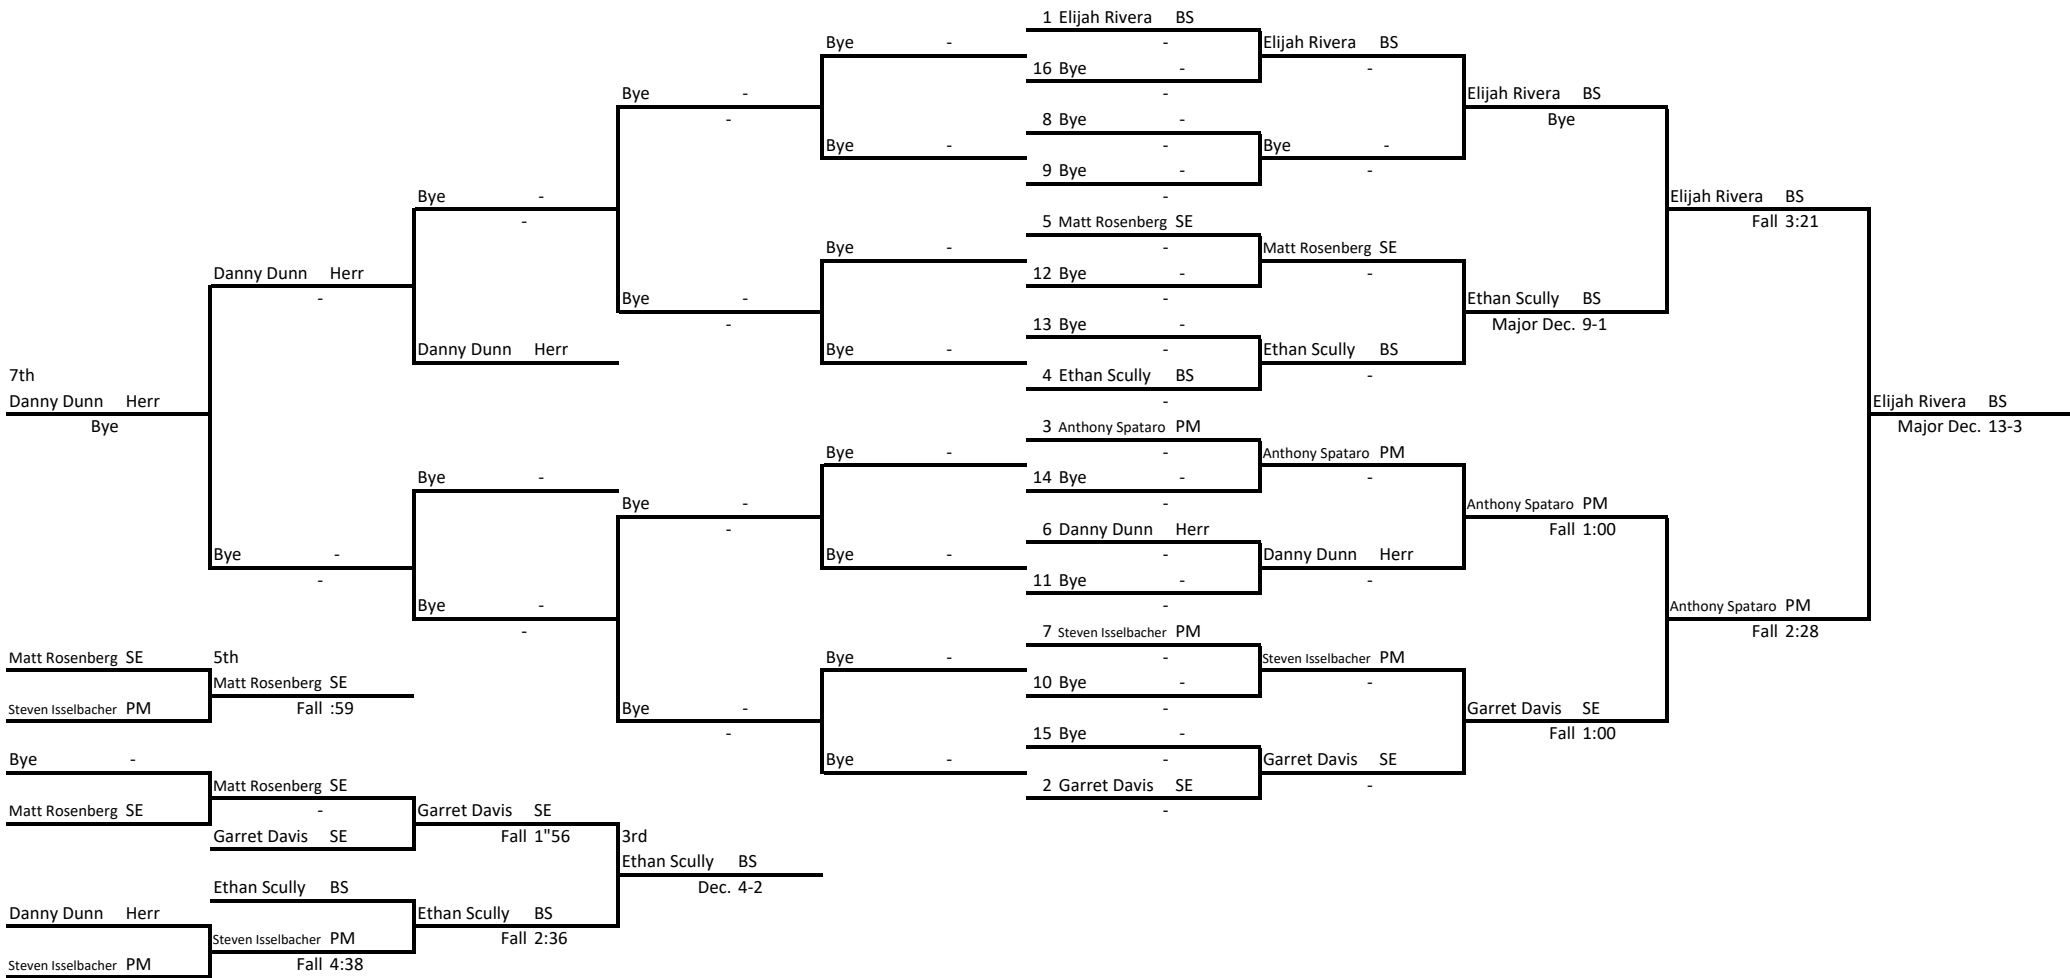 1 Elijah Rivera BS
Bye - - Elijah Rivera BS
16 Bye - -
Bye - - Elijah Rivera BS
- 8 Bye - Bye
Bye - - Bye -
9 Bye - -
Bye - - Elijah Rivera BS
- 5 Matt Rosenberg SE Fall 3:21
Bye - - Matt Rosenberg SE
Danny Dunn Herr 12 Bye - -
- Bye - - Ethan Scully BS
- 13 Bye - Major Dec. 9-1
Danny Dunn Herr Bye - - Ethan Scully BS
7th 4 Ethan Scully BS -
Danny Dunn Herr - Elijah Rivera BS
Bye 3 Anthony Spataro PM Major Dec. 13-3
Bye - - Anthony Spataro PM
Bye - 14 Bye - -
Bye - - Anthony Spataro PM
- 6 Danny Dunn Herr Fall 1:00
Bye - Bye - - Danny Dunn Herr
- 11 Bye - -
Bye - - Anthony Spataro PM
- 7 Steven Isselbacher PM Fall 2:28
Matt Rosenberg SE 5th Bye - - Steven Isselbacher PM
Matt Rosenberg SE 10 Bye - -
Steven Isselbacher PM Fall :59 Bye - - Garret Davis SE
- 15 Bye - Fall 1:00
Bye - Bye - - Garret Davis SE
Matt Rosenberg SE 2 Garret Davis SE -
Matt Rosenberg SE - Garret Davis SE -
Garret Davis SE Fall 1"56 3rd
Ethan Scully BS
Ethan Scully BS Dec. 4-2
Danny Dunn Herr Ethan Scully BS
Steven Isselbacher PM Fall 2:36
Steven Isselbacher PM Fall 4:38